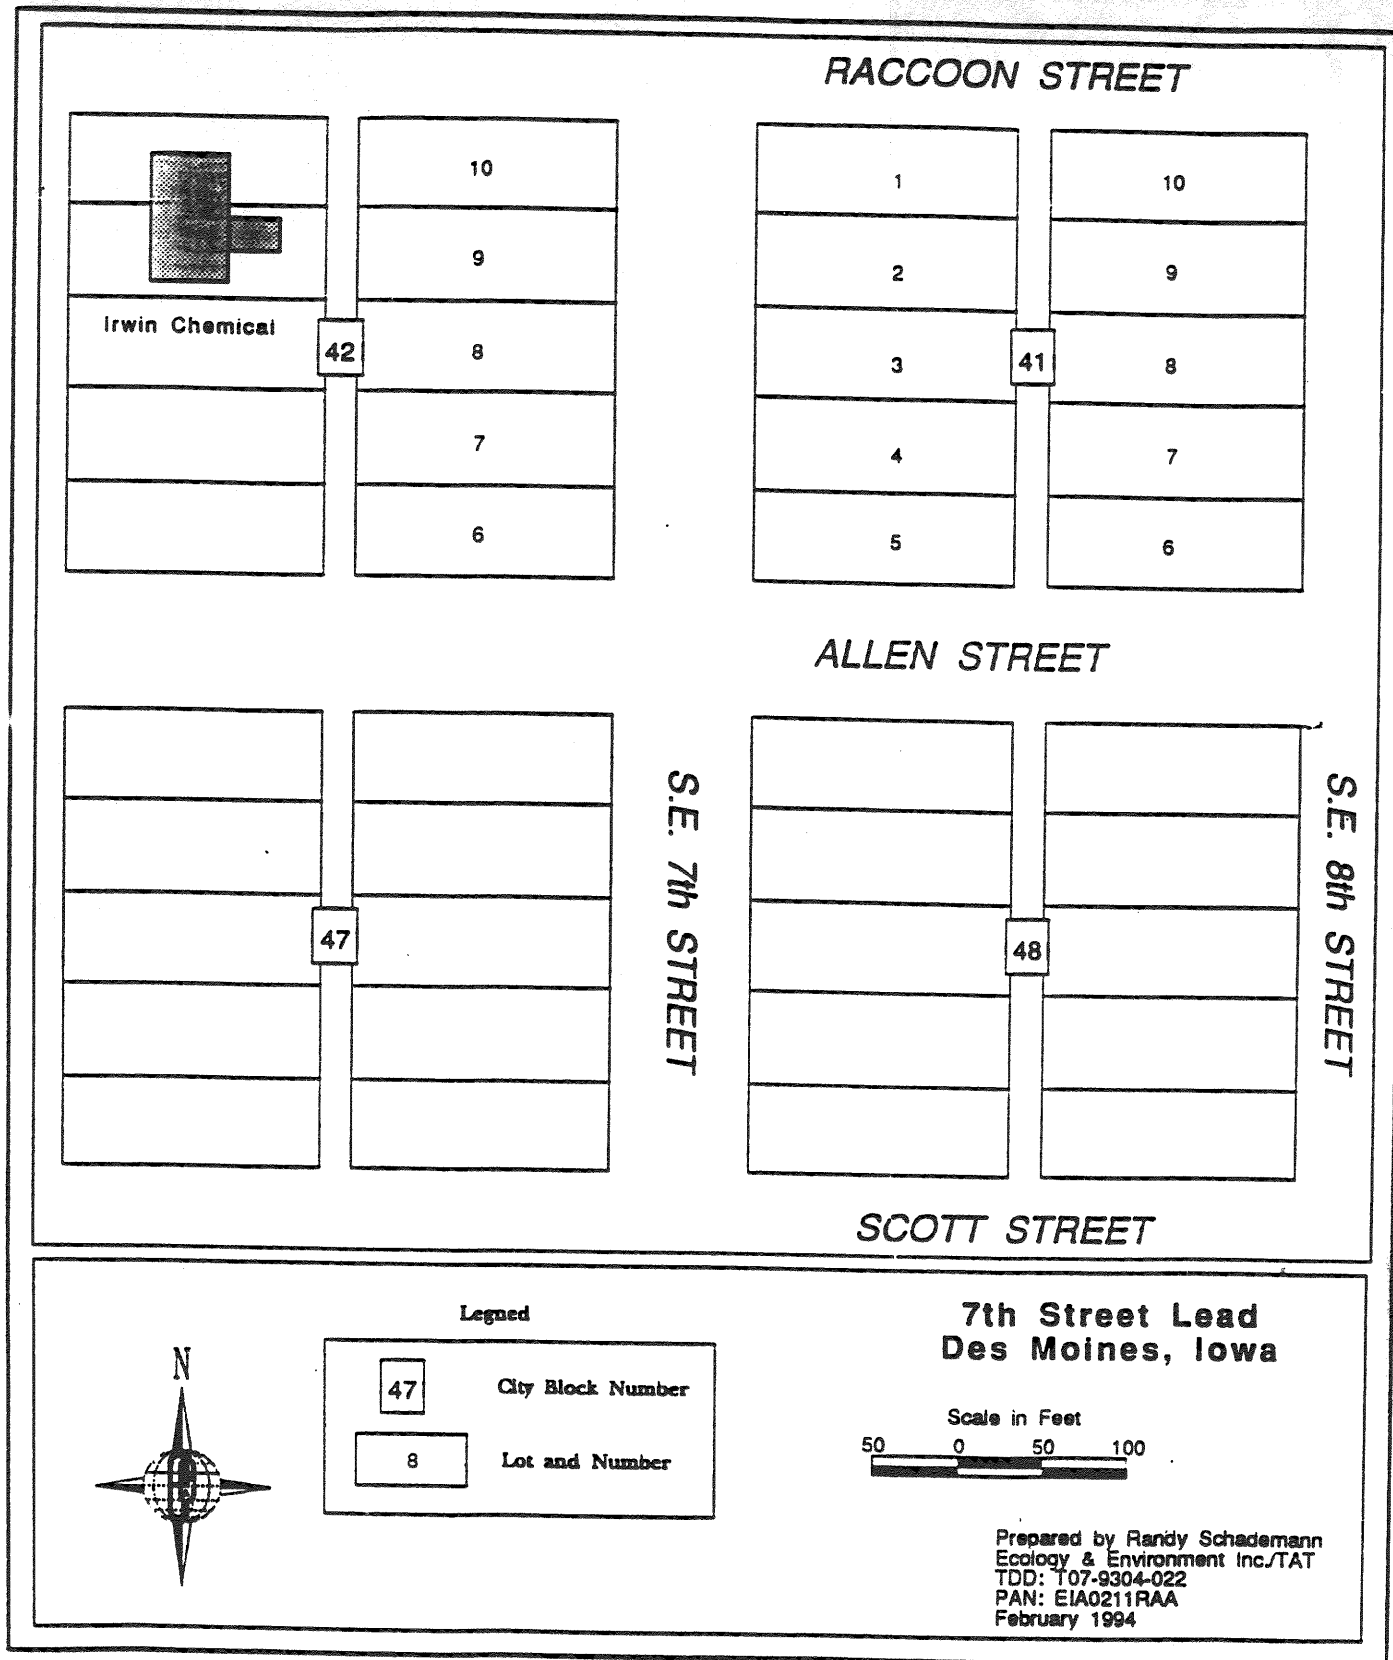 RACCOON STREET
10
1
10
9
2
9
Irwin Chemical
42
8
3
41
8
7
4
7
6
5
6
ALLEN STREET
S.E. 7th STREET
S.E. 8th STREET
47
48
SCOTT STREET
Legned
47
City Block Number
8
Lot and Number
N
7th Street Lead
Des Moines, Iowa
Scale in Feet
50 0 50 100
Prepared by Randy Schademann
Ecology & Environment Inc./TAT
TDD: T07-9304-022
PAN: EIA0211RAA
February 1994